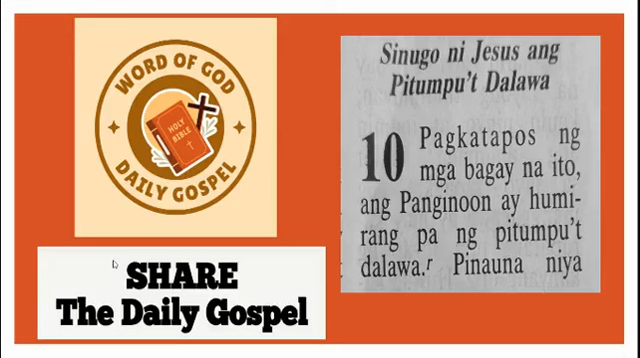 WORD OF GOD
HOLY
BIBLE
DAILY GOSPEL
SHARE
The Daily Gospel
Sinugo ni Jesus ang
Pitumpu't Dalawa
10 Pagkatapos ng
mga bagay na ito,
ang Panginoon ay humi-
rang pa ng pitumpu't
dalawa.ʳ Pinauna niya